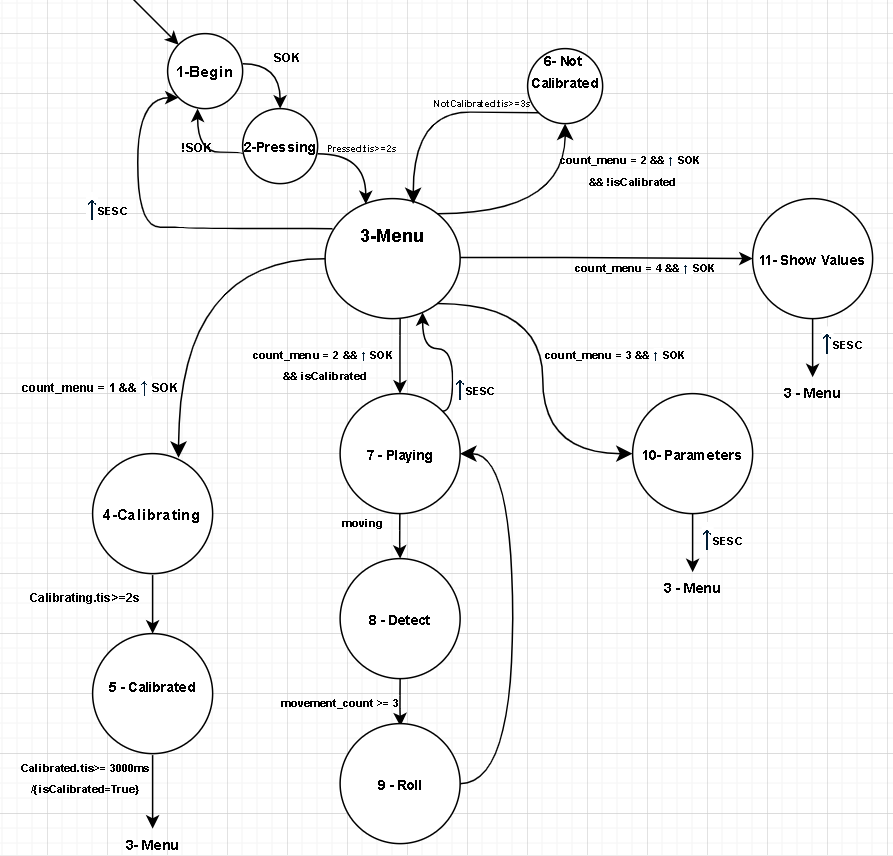 SOK
1-Begin
6- Not
Calibrated
NotCalibrated.tis>=3s
!SOK
2-Pressing
Pressed.tis>=2s
count_menu = 2 && ↑ SOK
&& !isCalibrated
↑SESC
3-Menu
11- Show Values
count_menu = 4 && ↑ SOK
↑SESC
count_menu = 2 && ↑ SOK
&& isCalibrated
count_menu = 3 && ↑ SOK
count_menu = 1 && ↑ SOK
↑SESC
3 - Menu
7 - Playing
10- Parameters
4-Calibrating
moving
↑SESC
3 - Menu
Calibrating.tis>=2s
8 - Detect
5 - Calibrated
movement_count >= 3
Calibrated.tis>= 3000ms
/{isCalibrated=True}
9 - Roll
3- Menu